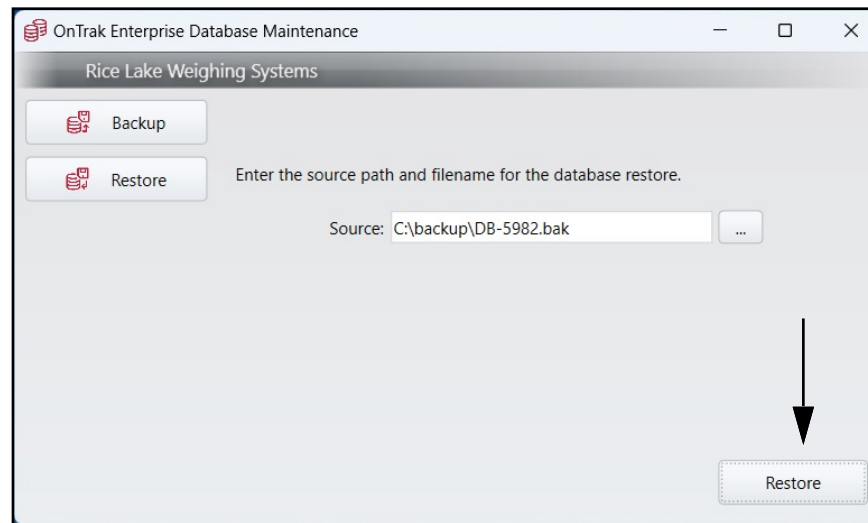 OnTrak Enterprise Database Maintenance
Rice Lake Weighing Systems
Backup
Restore
Enter the source path and filename for the database restore.
Source: C:\backup\DB-5982.bak ...
Restore